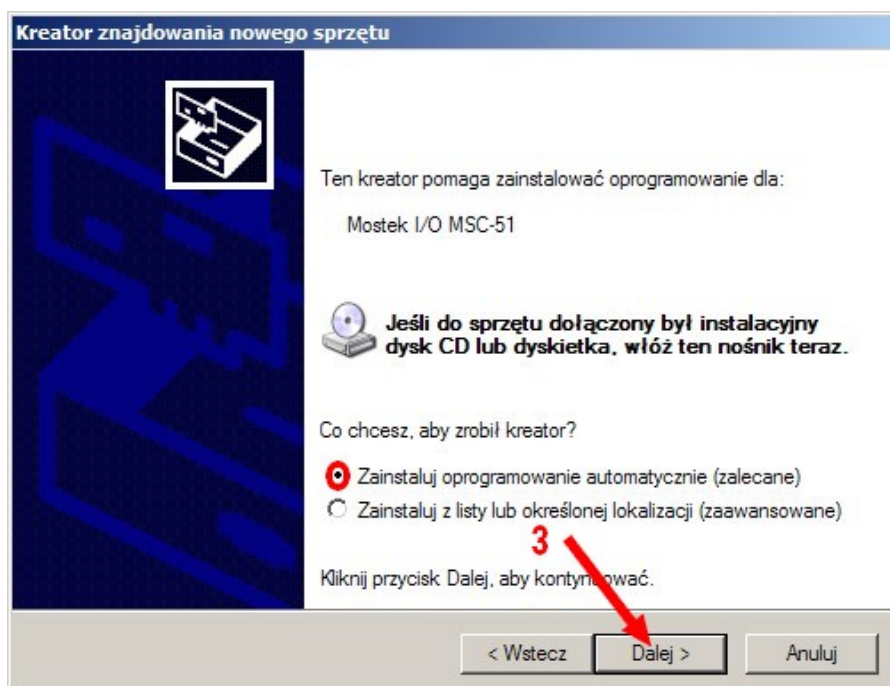 Kreator znajdowania nowego sprzętu
Ten kreator pomaga zainstalować oprogramowanie dla:
Mostek I/O MSC-51
Jeśli do sprzętu dołączony był instalacyjny
dysk CD lub dyskietka, włóż ten nośnik teraz.
Co chcesz, aby zrobił kreator?
Zainstaluj oprogramowanie automatycznie (zalecane)
Zainstaluj z listy lub określonej lokalizacji (zaawansowane)
3
Kliknij przycisk Dalej, aby kontynuować.
< Wstecz
Dalej >
Anuluj